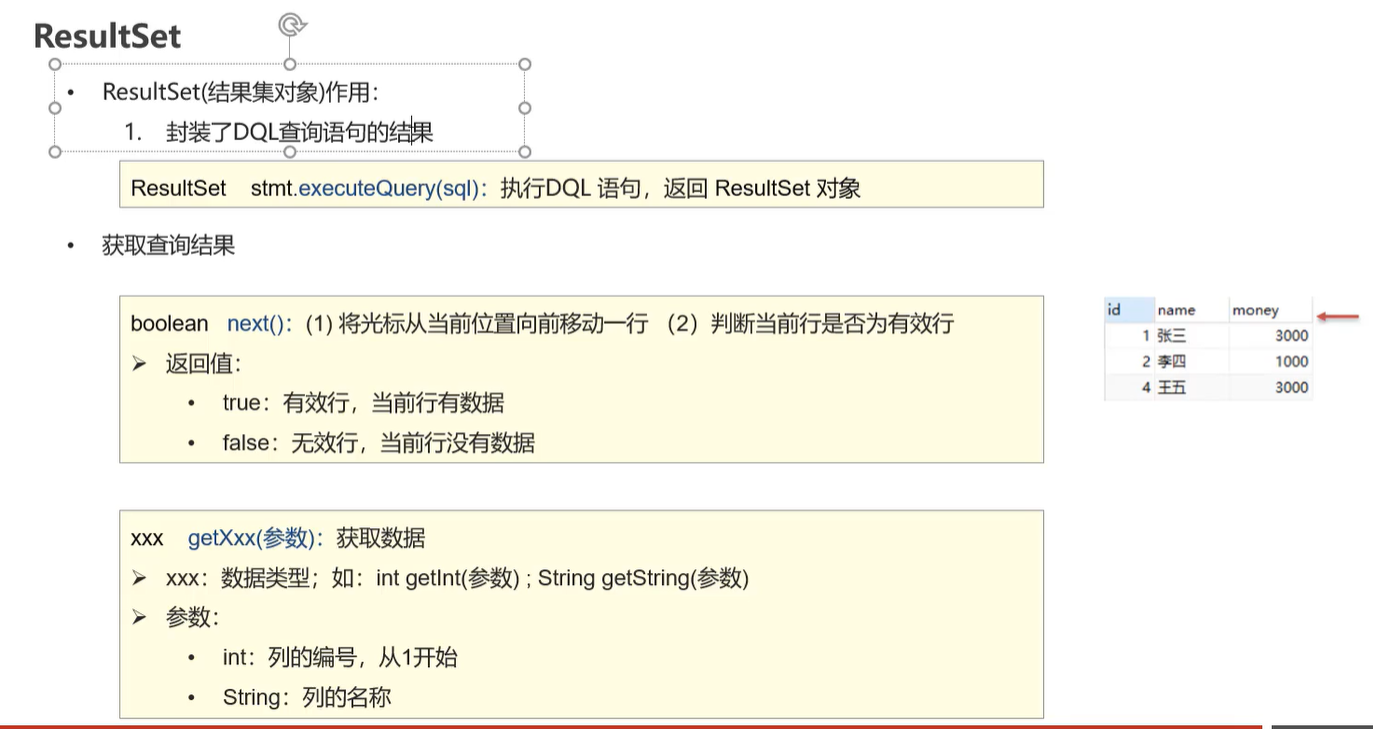 ResultSet
• ResultSet(结果集对象)作用：
1. 封装了DQL查询语句的结果
ResultSet stmt.executeQuery(sql)：执行DQL 语句，返回 ResultSet 对象
• 获取查询结果
boolean next()：(1) 将光标从当前位置向前移动一行 （2）判断当前行是否为有效行
➢ 返回值：
• true：有效行，当前行有数据
• false：无效行，当前行没有数据
id name money
1 张三 3000
2 李四 1000
4 王五 3000
xxx getXxx(参数)：获取数据
➢ xxx：数据类型；如：int getInt(参数) ; String getString(参数)
➢ 参数：
• int：列的编号，从1开始
• String：列的名称